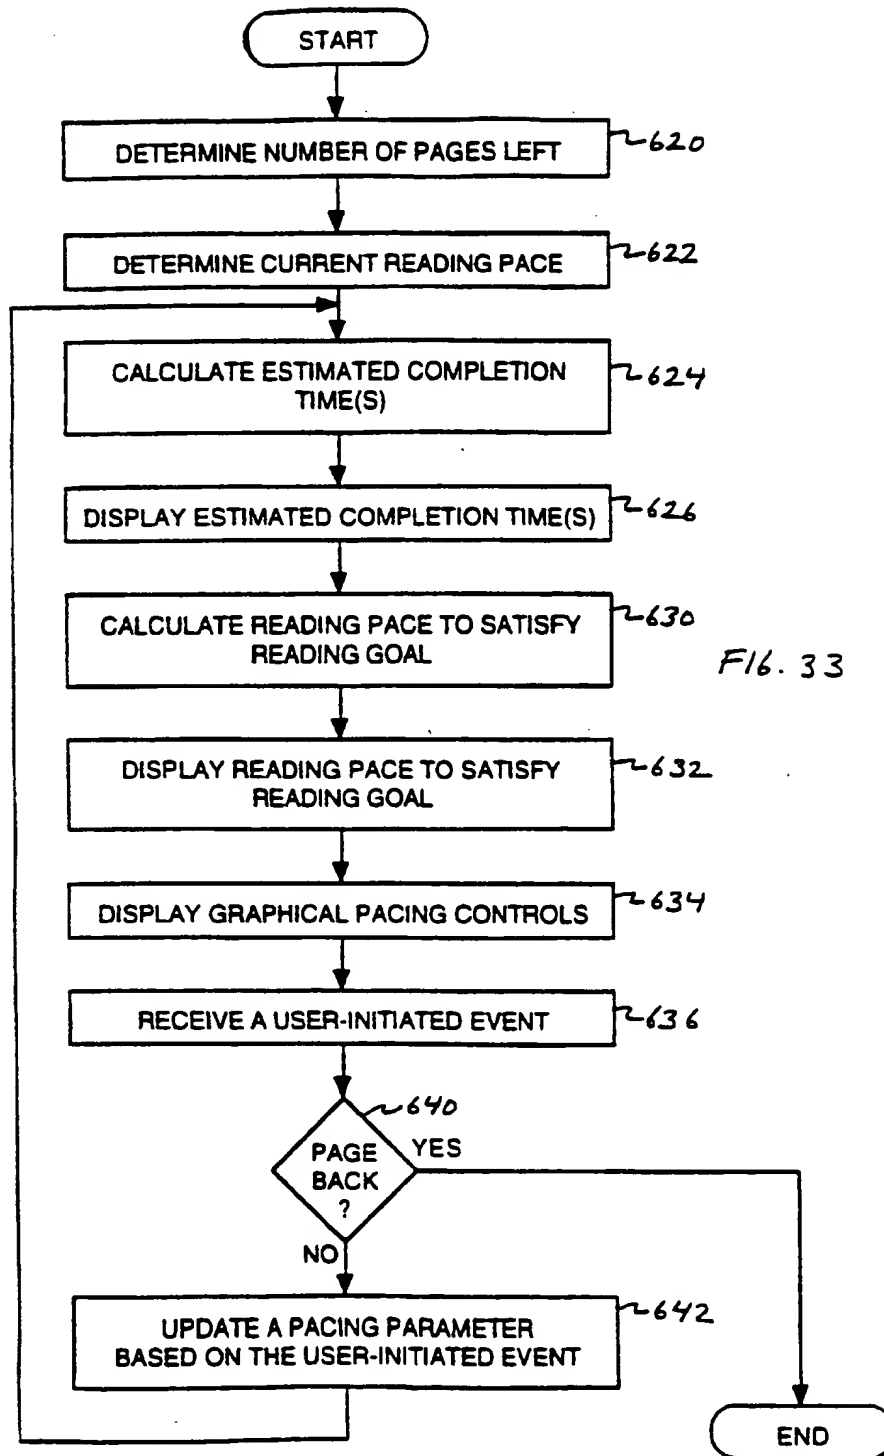 START
DETERMINE NUMBER OF PAGES LEFT
620
DETERMINE CURRENT READING PACE
622
CALCULATE ESTIMATED COMPLETION
TIME(S)
624
DISPLAY ESTIMATED COMPLETION TIME(S)
626
CALCULATE READING PACE TO SATISFY
READING GOAL
630
FIG. 33
DISPLAY READING PACE TO SATISFY
READING GOAL
632
DISPLAY GRAPHICAL PACING CONTROLS
634
RECEIVE A USER-INITIATED EVENT
636
640
PAGE
BACK
?
YES
NO
UPDATE A PACING PARAMETER
BASED ON THE USER-INITIATED EVENT
642
END